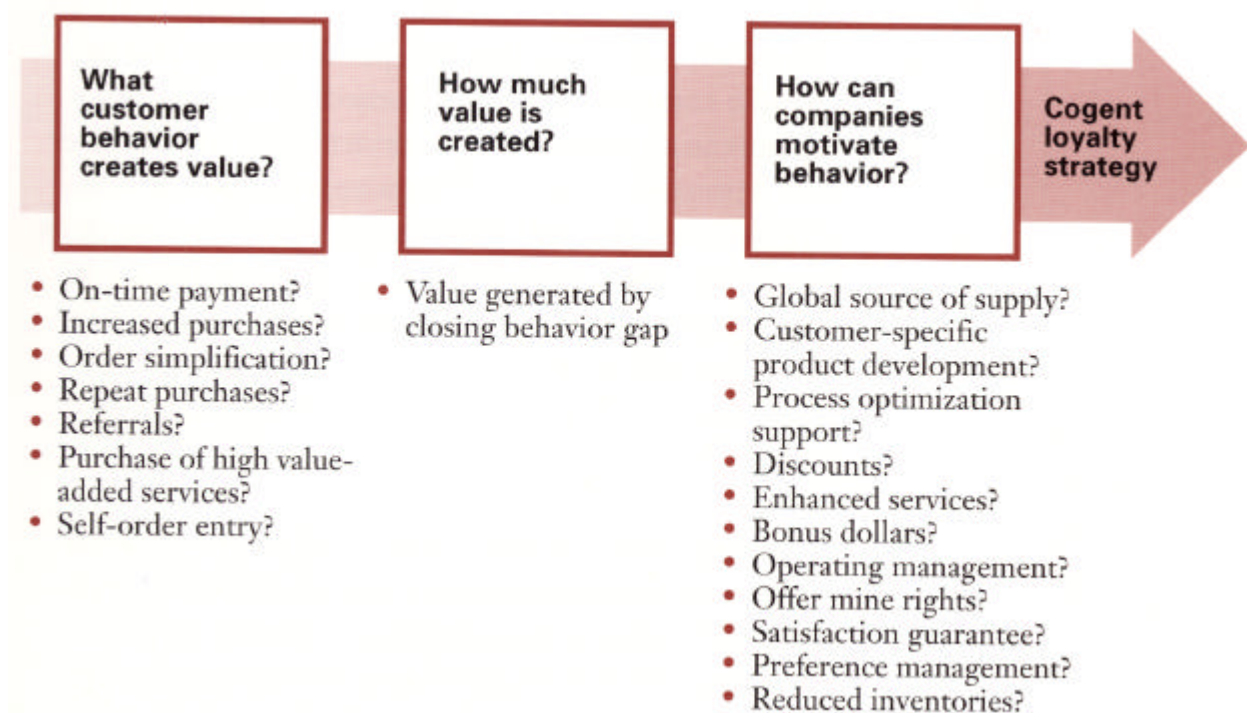 What
customer
behavior
creates value?
How much
value is
created?
How can
companies
motivate
behavior?
Cogent
loyalty
strategy
• On-time payment?
• Increased purchases?
• Order simplification?
• Repeat purchases?
• Referrals?
• Purchase of high value-
added services?
• Self-order entry?
• Value generated by
closing behavior gap
• Global source of supply?
• Customer-specific
product development?
• Process optimization
support?
• Discounts?
• Enhanced services?
• Bonus dollars?
• Operating management?
• Offer mine rights?
• Satisfaction guarantee?
• Preference management?
• Reduced inventories?